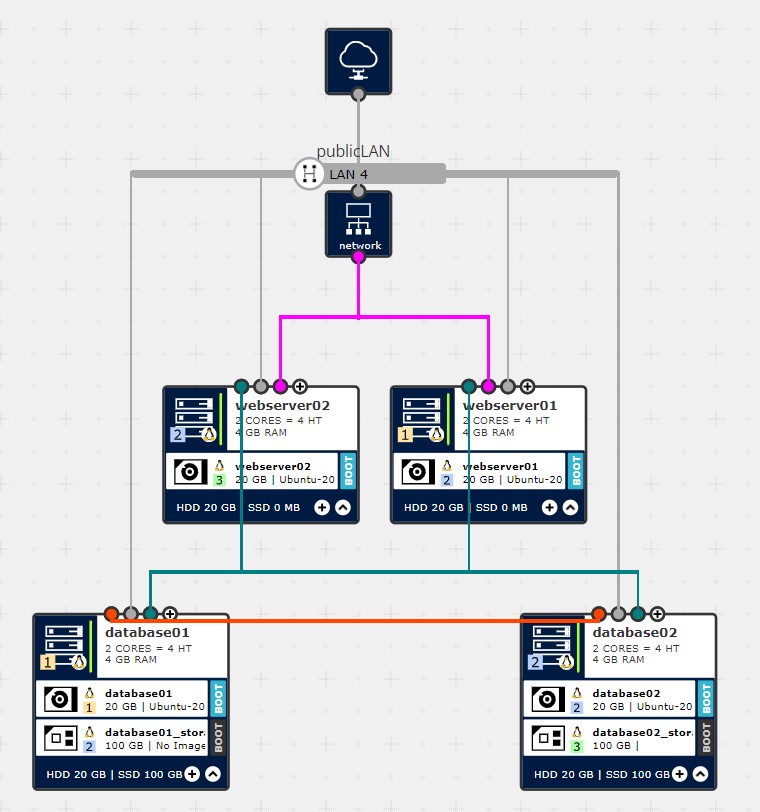 publicLAN
LAN 4
network
webserver02
2 CORES = 4 HT
4 GB RAM
2
webserver02
20 GB | Ubuntu-20
3
BOOT
HDD 20 GB | SSD 0 MB
webserver01
2 CORES = 4 HT
4 GB RAM
1
webserver01
20 GB | Ubuntu-20
2
BOOT
HDD 20 GB | SSD 0 MB
database01
2 CORES = 4 HT
4 GB RAM
1
database01
20 GB | Ubuntu-20
1
BOOT
database01_stor
100 GB | No Image
2
BOOT
HDD 20 GB | SSD 100 GB
database02
2 CORES = 4 HT
4 GB RAM
2
database02
20 GB | Ubuntu-20
2
BOOT
database02_stor
100 GB |
3
BOOT
HDD 20 GB | SSD 100 GB